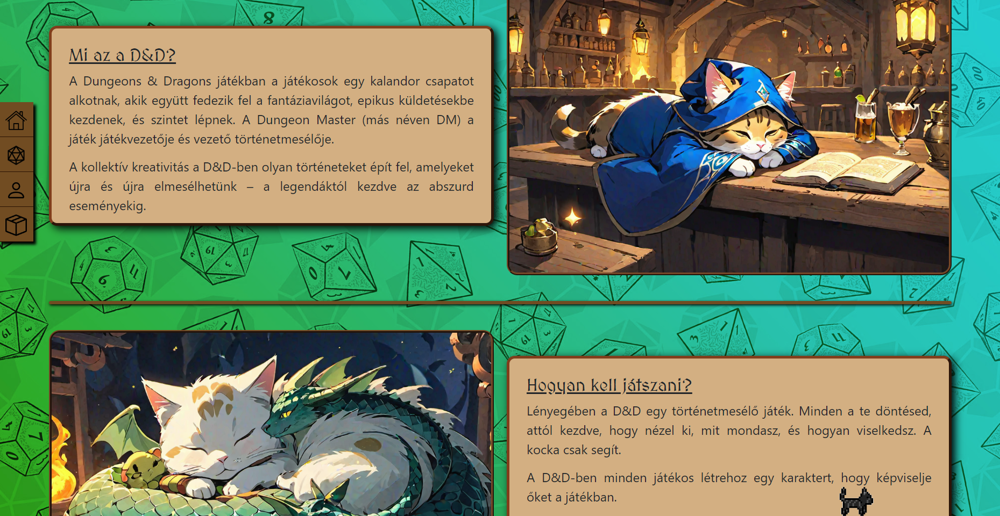 Mi az a D&D?
A Dungeons & Dragons játékban a játékosok egy kalandor csapatot
alkotnak, akik együtt fedezik fel a fantáziavilágot, epikus küldetésekbe
kezdenek, és szintet lépnek. A Dungeon Master (más néven DM) a
játék játékvezetője és vezető történetmesélője.
A kollektív kreativitás a D&D-ben olyan történeteket épít fel, amelyeket
újra és újra elmesélhetünk – a legendáktól kezdve az abszurd
eseményekig.
Hogyan kell játszani?
Lényegében a D&D egy történetmesélő játék. Minden a te döntésed,
attól kezdve, hogy nézel ki, mit mondasz, és hogyan viselkedsz. A
kocka csak segít.
A D&D-ben minden játékos létrehoz egy karaktert, hogy képviselje
őket a játékban.